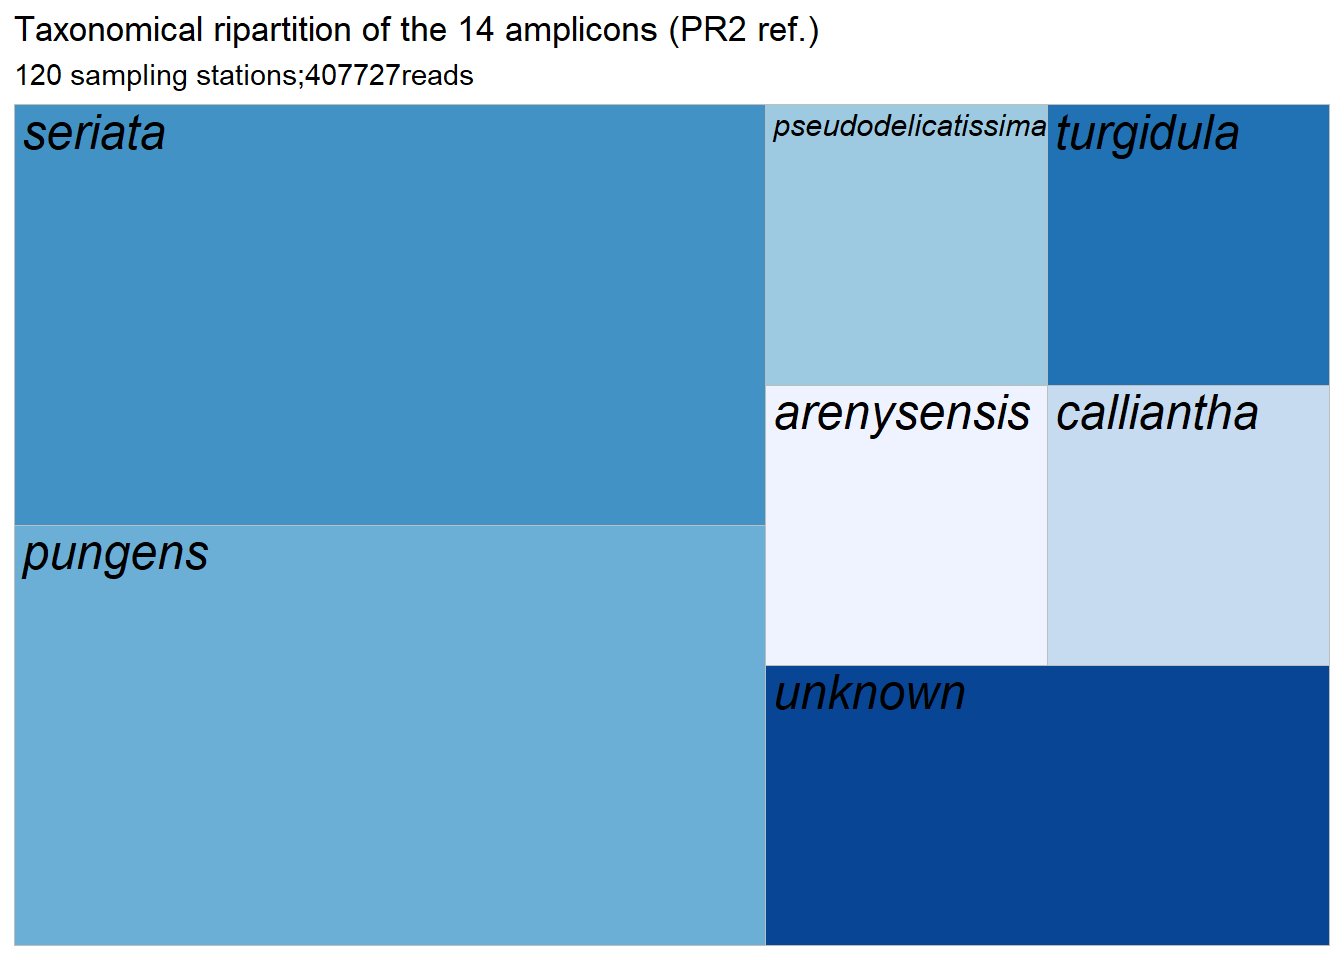 Taxonomical ripartition of the 14 amplicons (PR2 ref.)
120 sampling stations;407727reads
seriata
pseudodelicatissima
turgidula
arenysensis
calliantha
pungens
unknown